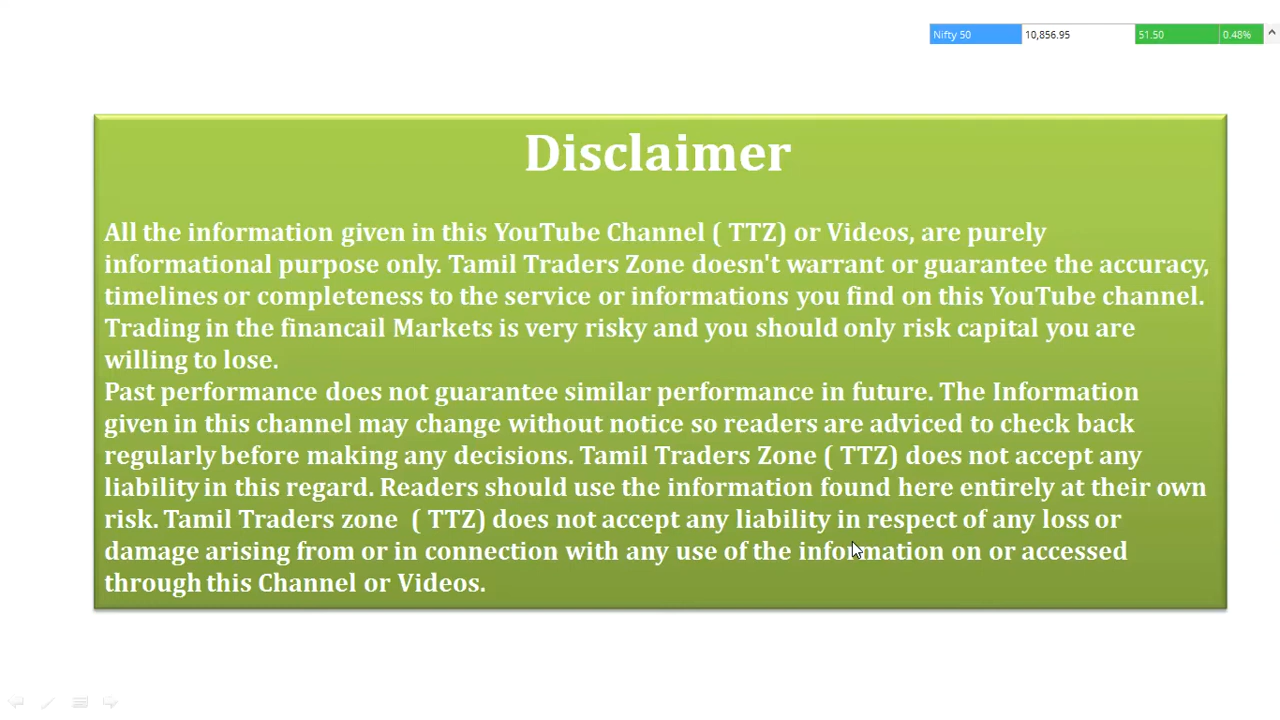 Nifty 50 10,856.95 51.50 0.48%
Disclaimer
All the information given in this YouTube Channel ( TTZ) or Videos, are purely
informational purpose only. Tamil Traders Zone doesn't warrant or guarantee the accuracy,
timelines or completeness to the service or informations you find on this YouTube channel.
Trading in the financail Markets is very risky and you should only risk capital you are
willing to lose.
Past performance does not guarantee similar performance in future. The Information
given in this channel may change without notice so readers are adviced to check back
regularly before making any decisions. Tamil Traders Zone ( TTZ) does not accept any
liability in this regard. Readers should use the information found here entirely at their own
risk. Tamil Traders zone  ( TTZ) does not accept any liability in respect of any loss or
damage arising from or in connection with any use of the information on or accessed
through this Channel or Videos.